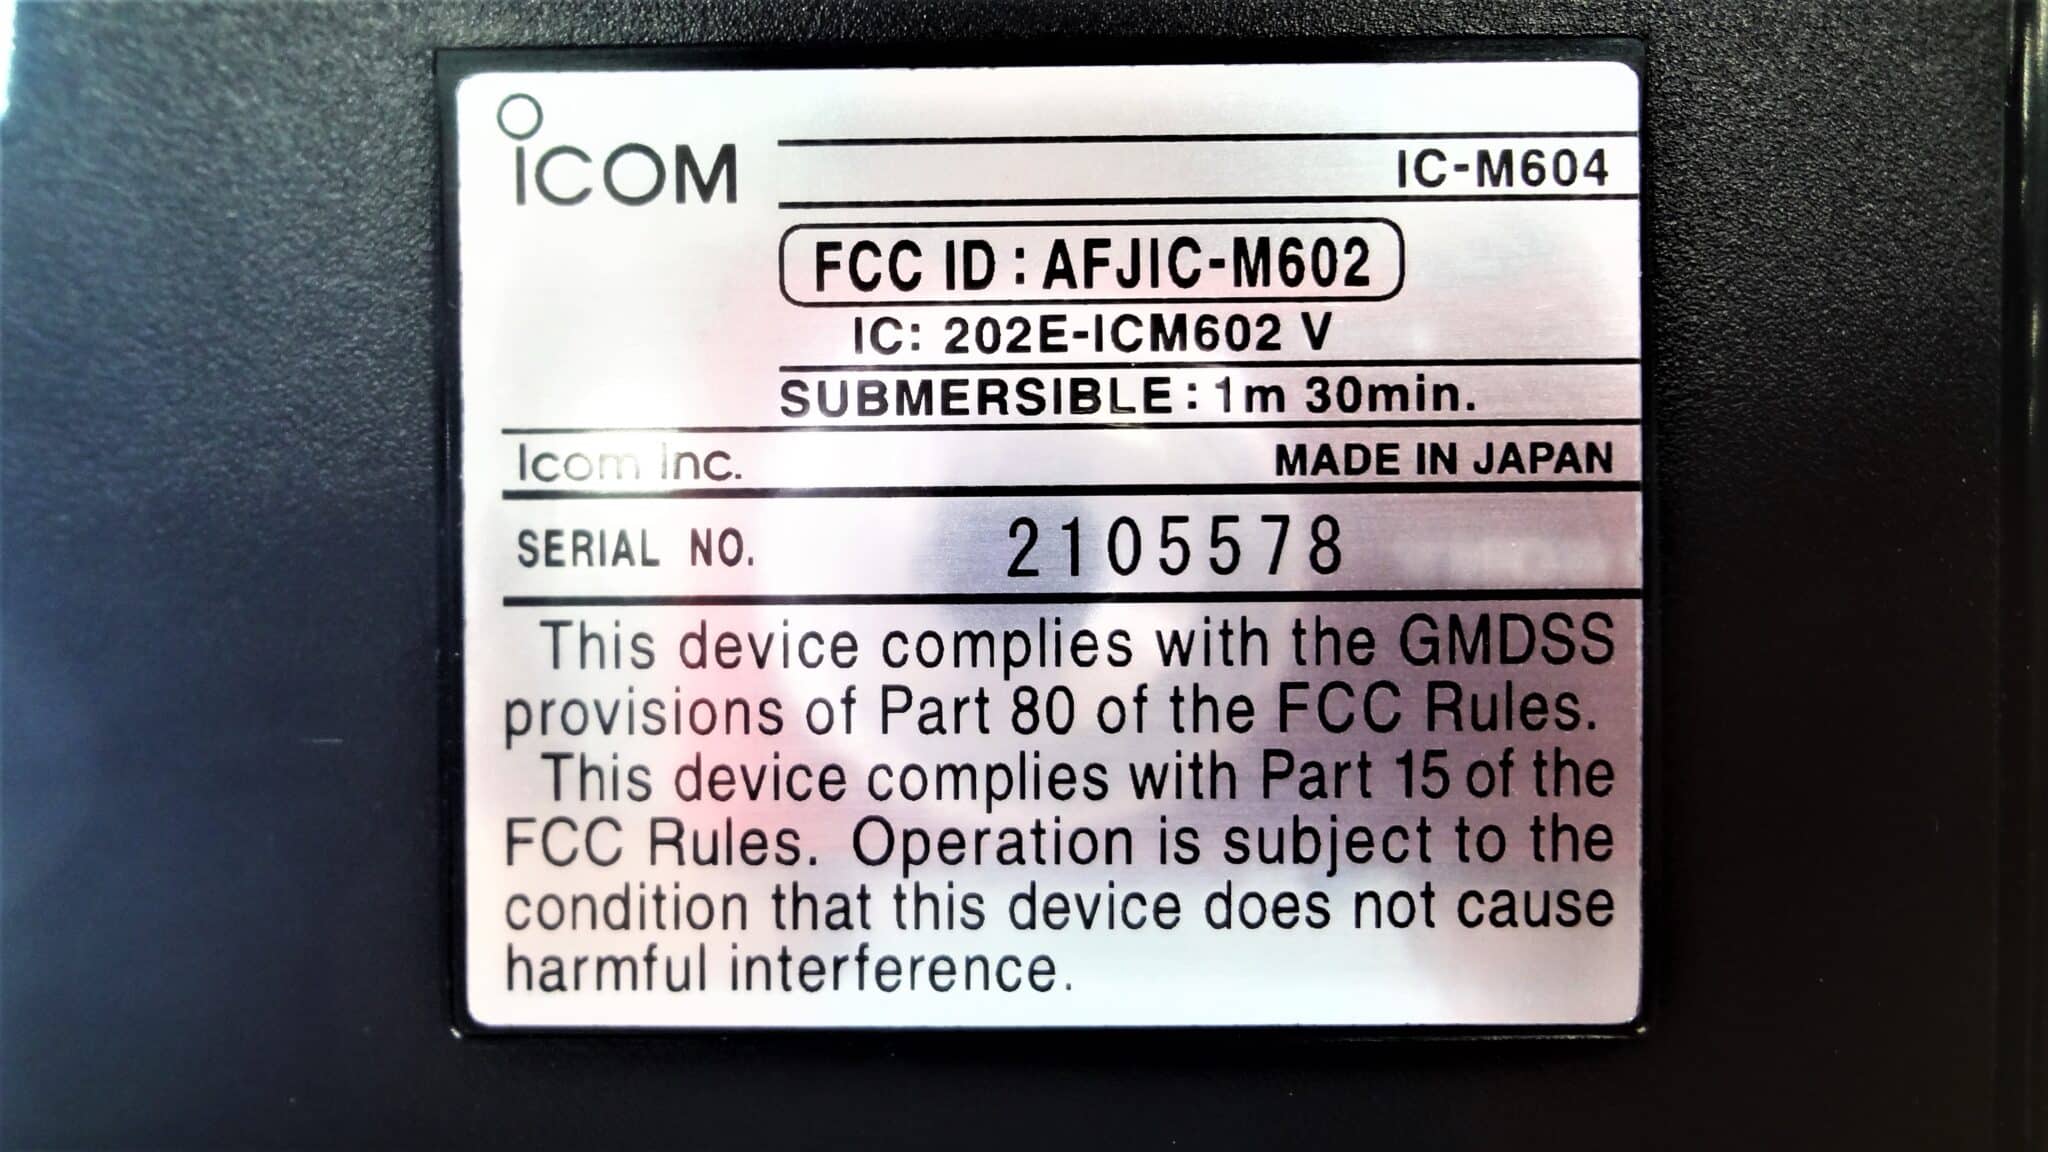 iCOM
IC-M604
FCC ID : AFJIC-M602
IC: 202E-ICM602 V
SUBMERSIBLE : 1m 30min.
Icom Inc. MADE IN JAPAN
SERIAL NO. 2105578
This device complies with the GMDSS
provisions of Part 80 of the FCC Rules.
This device complies with Part 15 of the
FCC Rules. Operation is subject to the
condition that this device does not cause
harmful interference.